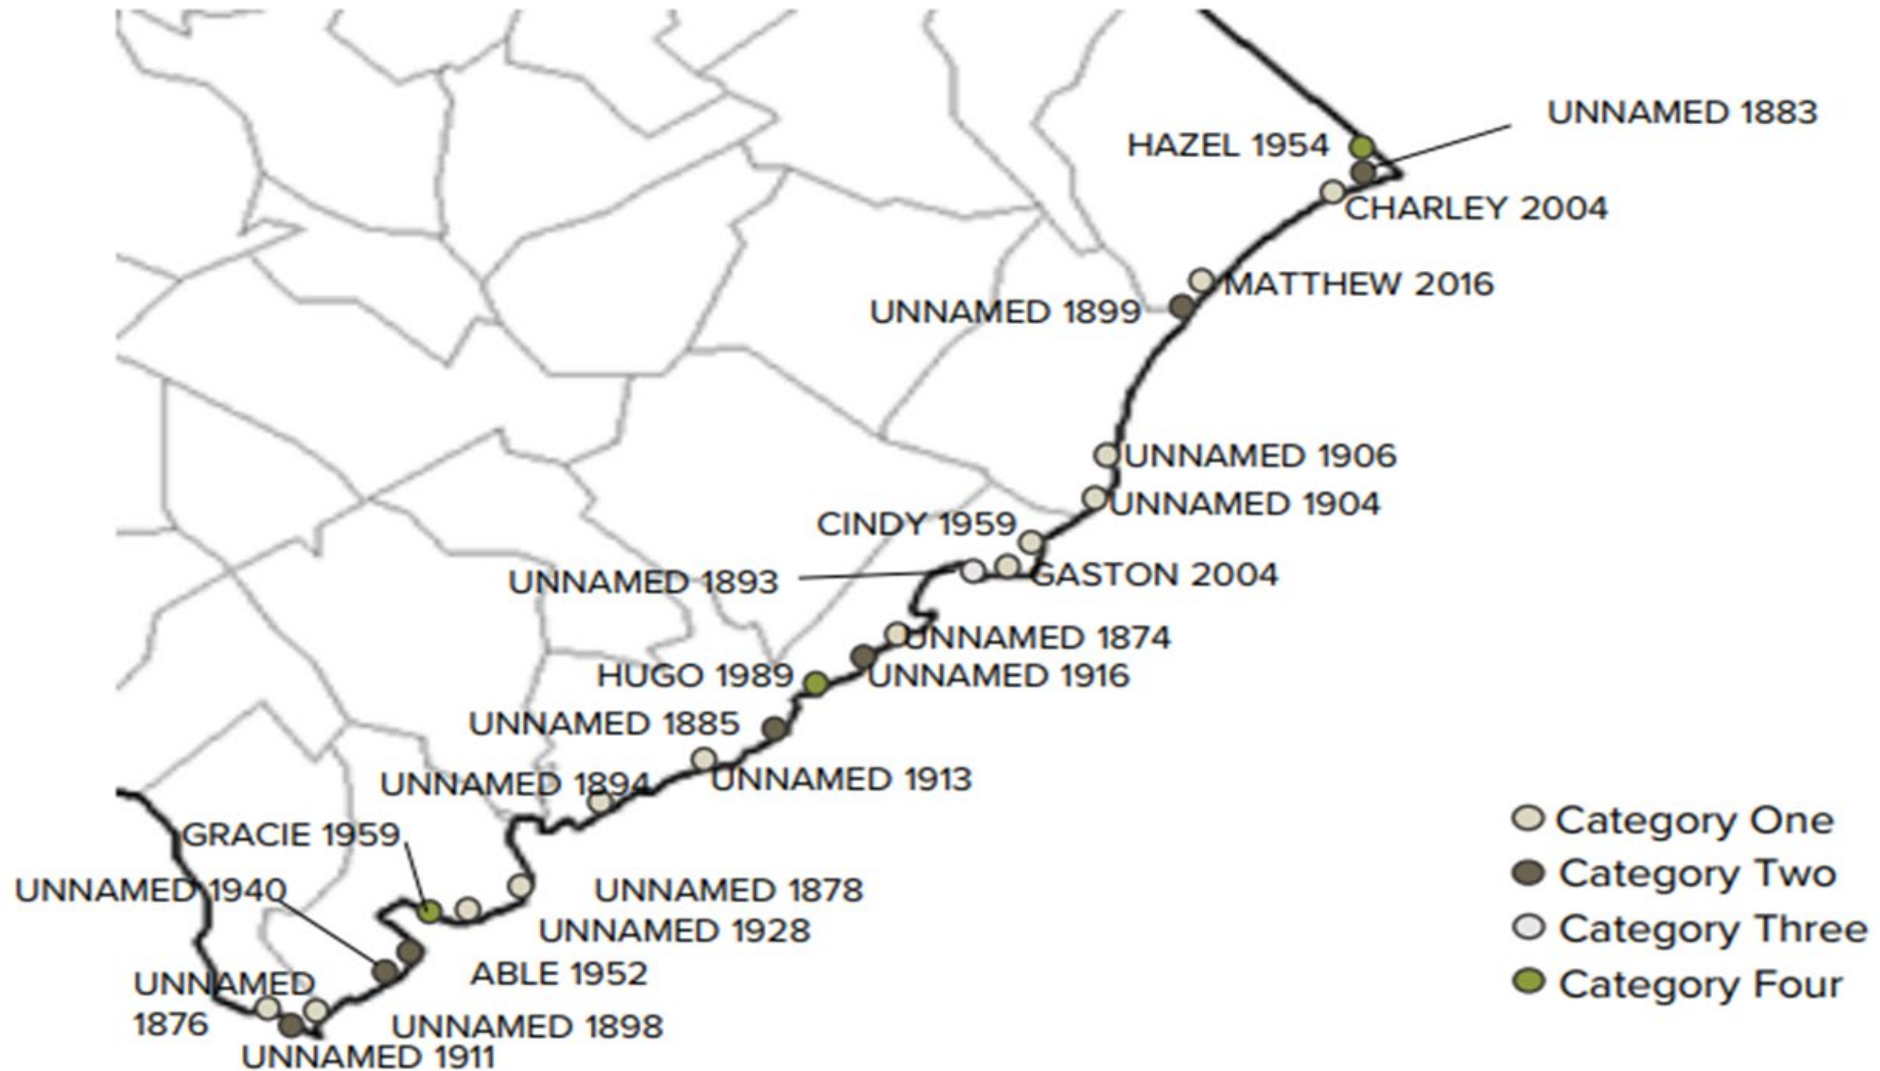 UNNAMED 1883
HAZEL 1954
CHARLEY 2004
MATTHEW 2016
UNNAMED 1899
UNNAMED 1906
UNNAMED 1904
CINDY 1959
GASTON 2004
UNNAMED 1893
UNNAMED 1874
HUGO 1989
UNNAMED 1916
UNNAMED 1885
UNNAMED 1913
UNNAMED 1894
GRACIE 1959
UNNAMED 1940
UNNAMED 1878
UNNAMED 1928
ABLE 1952
UNNAMED
1876
UNNAMED 1898
UNNAMED 1911
Category One
Category Two
Category Three
Category Four